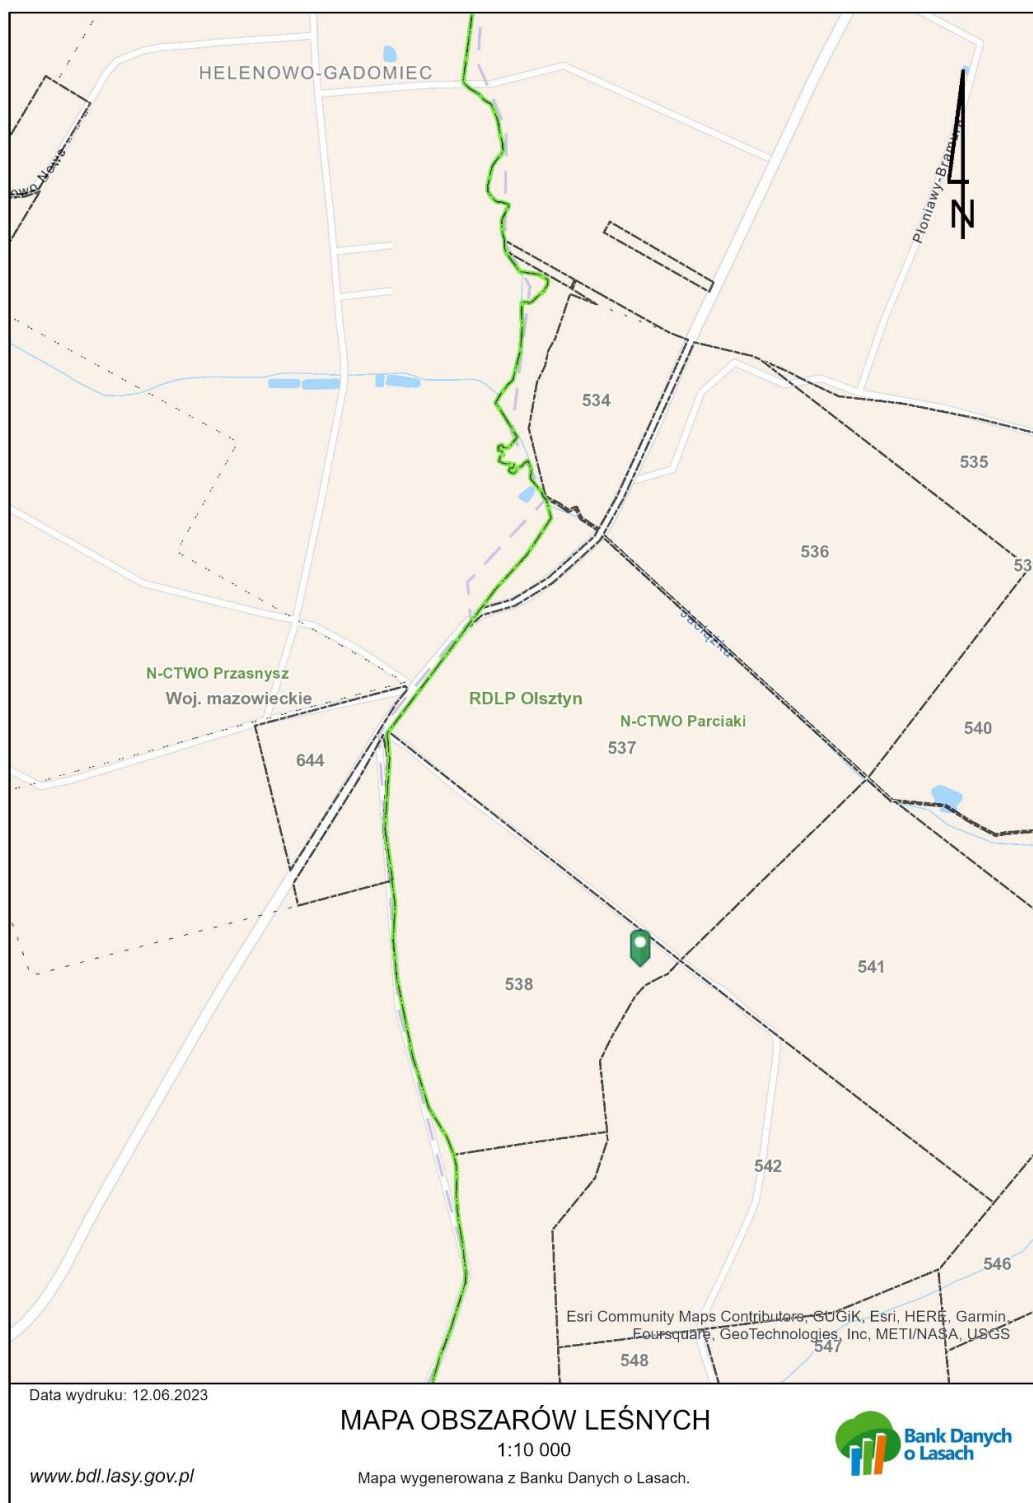 HELENOWO-GADOMIEC
owo Nowe
Płoniawy-Bramura
N
534
535
536
53
Jaciążka
N-CTWO Przasnysz
Woj. mazowieckie
RDLP Olsztyn
N-CTWO Parciaki
537
540
644
538
541
542
546
Esri Community Maps Contributors, GUGiK, Esri, HERE, Garmin,
Foursquare, GeoTechnologies, Inc, METI/NASA, USGS
547
548
Data wydruku: 12.06.2023
MAPA OBSZARÓW LEŚNYCH
1:10 000
www.bdl.lasy.gov.pl
Mapa wygenerowana z Banku Danych o Lasach.
Bank Danych
o Lasach